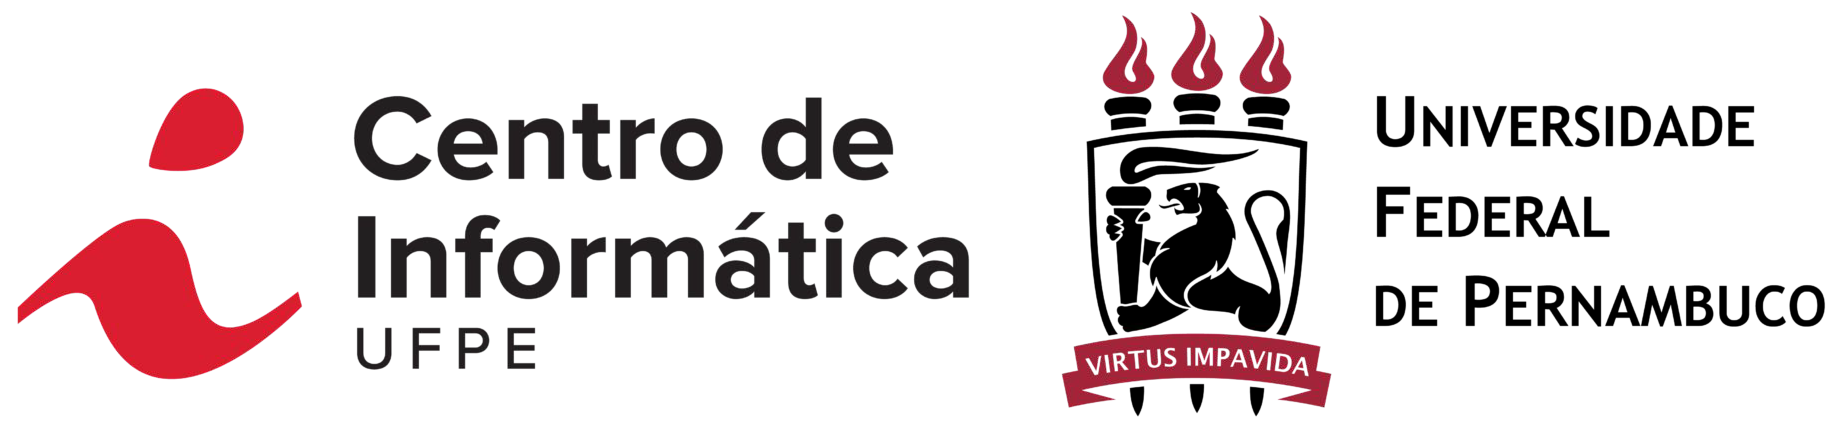 Centro de
Informática
UFPE
VIRTUS IMPAVIDA
UNIVERSIDADE
FEDERAL
DE PERNAMBUCO